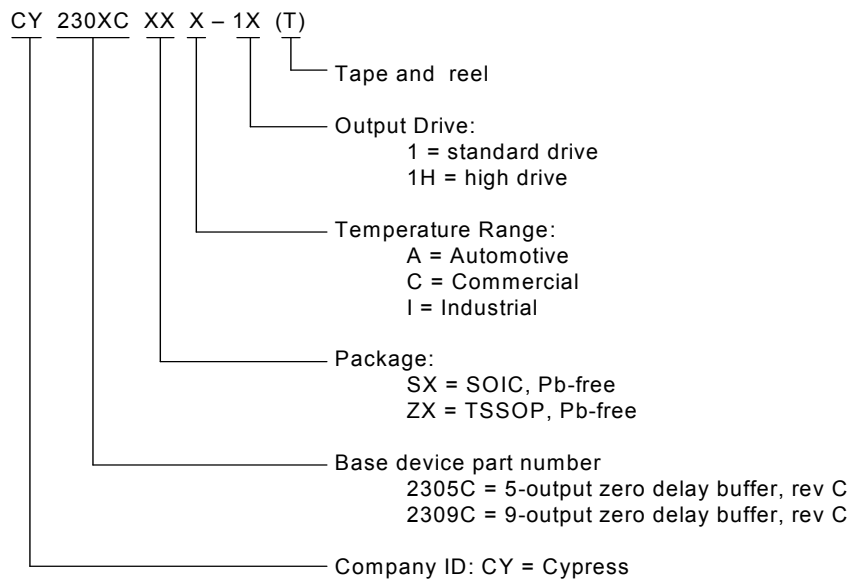 CY 230XC XX X – 1X (T)
Tape and reel
Output Drive:
1 = standard drive
1H = high drive
Temperature Range:
A = Automotive
C = Commercial
I = Industrial
Package:
SX = SOIC, Pb-free
ZX = TSSOP, Pb-free
Base device part number
2305C = 5-output zero delay buffer, rev C
2309C = 9-output zero delay buffer, rev C
Company ID: CY = Cypress